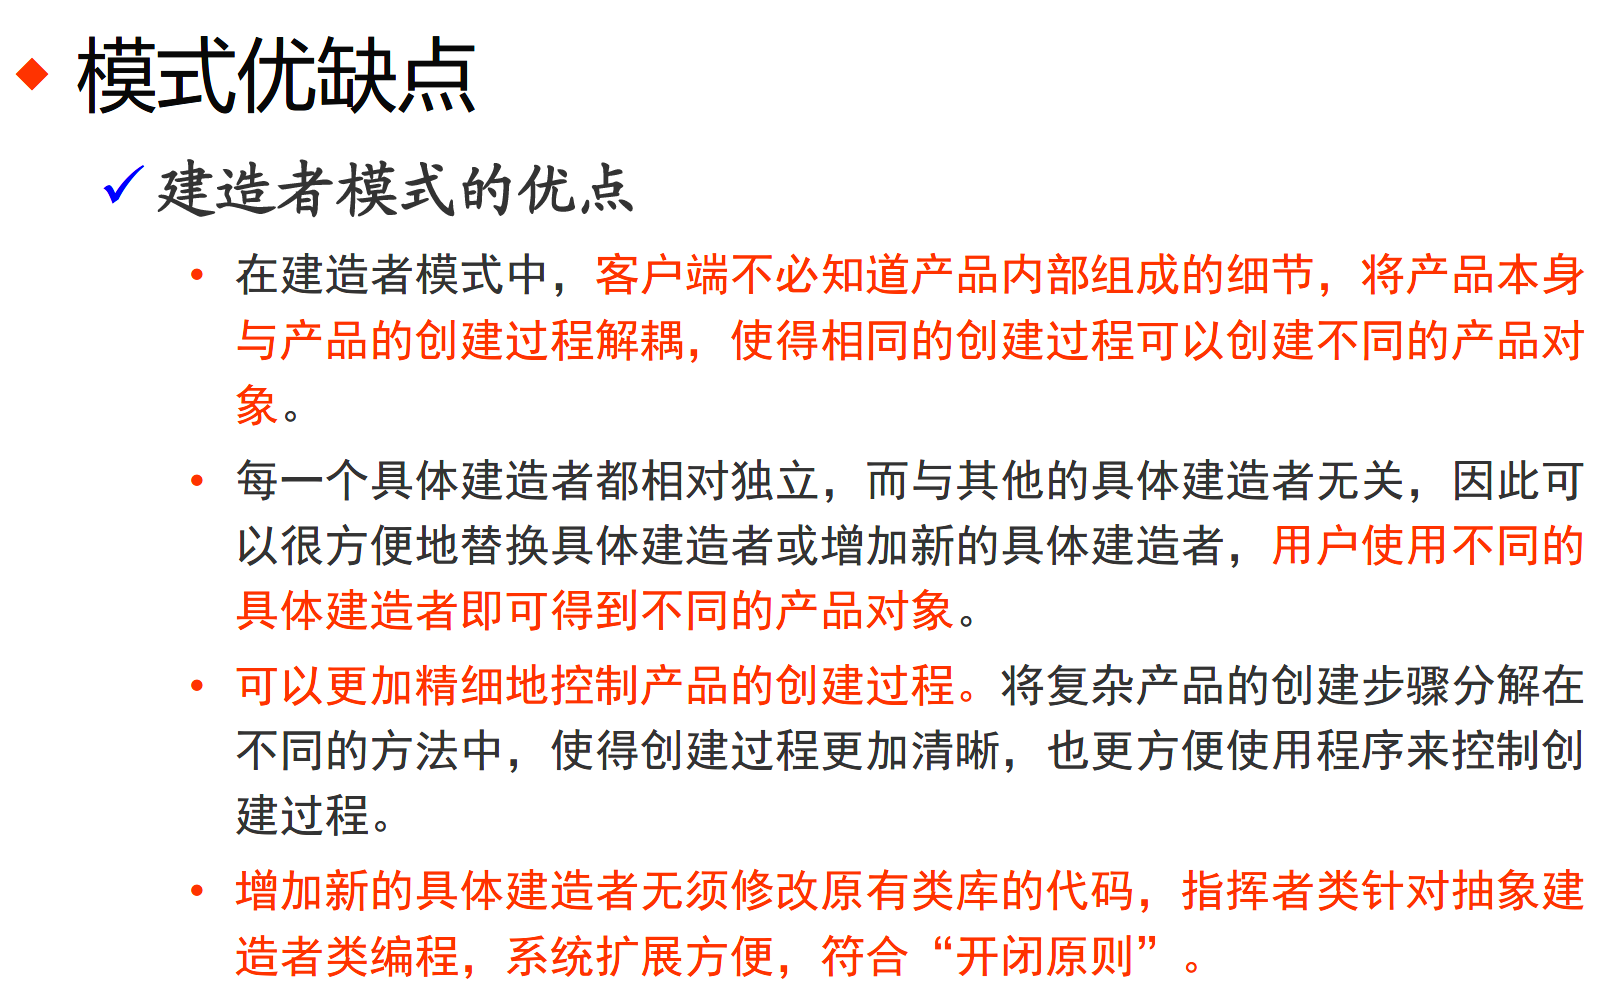 模式优缺点
建造者模式的优点
在建造者模式中，客户端不必知道产品内部组成的细节，将产品本身
与产品的创建过程解耦，使得相同的创建过程可以创建不同的产品对
象。
每一个具体建造者都相对独立，而与其他的具体建造者无关，因此可
以很方便地替换具体建造者或增加新的具体建造者，用户使用不同的
具体建造者即可得到不同的产品对象。
可以更加精细地控制产品的创建过程。将复杂产品的创建步骤分解在
不同的方法中，使得创建过程更加清晰，也更方便使用程序来控制创
建过程。
增加新的具体建造者无须修改原有类库的代码，指挥者类针对抽象建
造者类编程，系统扩展方便，符合“开闭原则”。